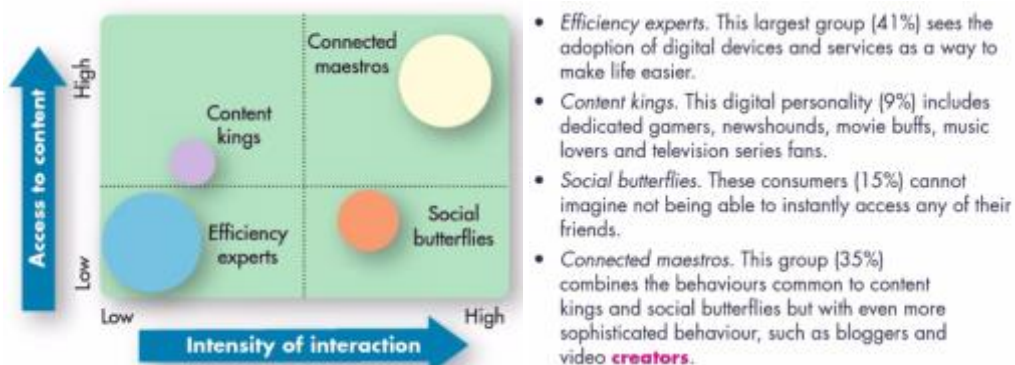 Access to content
High
Low
Connected
maestros
Content
kings
Efficiency
experts
Social
butterflies
Low
High
Intensity of interaction
• Efficiency experts. This largest group (41%) sees the
adoption of digital devices and services as a way to
make life easier.
• Content kings. This digital personality (9%) includes
dedicated gamers, newshounds, movie buffs, music
lovers and television series fans.
• Social butterflies. These consumers (15%) cannot
imagine not being able to instantly access any of their
friends.
• Connected maestros. This group (35%)
combines the behaviours common to content
kings and social butterflies but with even more
sophisticated behaviour, such as bloggers and
video creators.